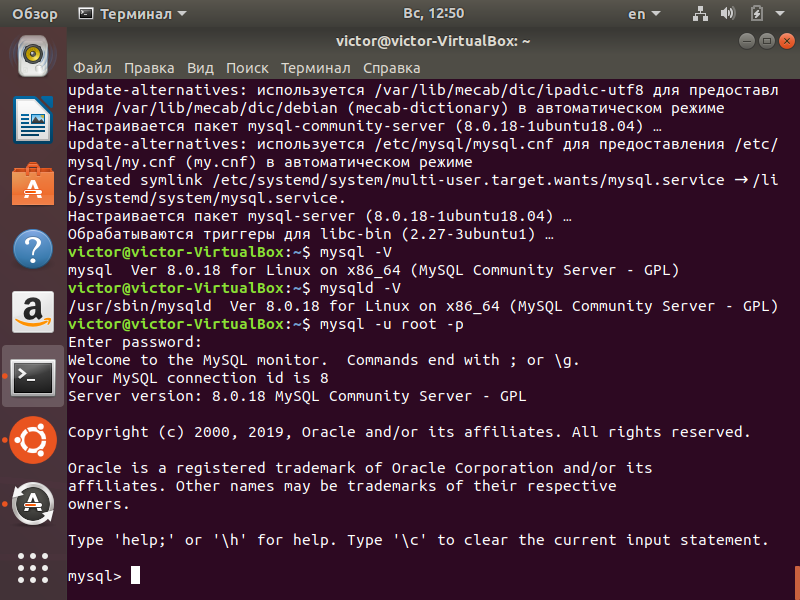 Обзор Терминал Вс, 12:50 en
victor@victor-VirtualBox: ~
Файл Правка Вид Поиск Терминал Справка
update-alternatives: используется /var/lib/mecab/dic/ipadic-utf8 для предоставл
ения /var/lib/mecab/dic/debian (mecab-dictionary) в автоматическом режиме
Настраивается пакет mysql-community-server (8.0.18-1ubuntu18.04) …
update-alternatives: используется /etc/mysql/mysql.cnf для предоставления /etc/
mysql/my.cnf (my.cnf) в автоматическом режиме
Created symlink /etc/systemd/system/multi-user.target.wants/mysql.service → /li
b/systemd/system/mysql.service.
Настраивается пакет mysql-server (8.0.18-1ubuntu18.04) …
Обрабатываются триггеры для libc-bin (2.27-3ubuntu1) …
victor@victor-VirtualBox:~$ mysql -V
mysql  Ver 8.0.18 for Linux on x86_64 (MySQL Community Server - GPL)
victor@victor-VirtualBox:~$ mysqld -V
/usr/sbin/mysqld  Ver 8.0.18 for Linux on x86_64 (MySQL Community Server - GPL)
victor@victor-VirtualBox:~$ mysql -u root -p
Enter password:
Welcome to the MySQL monitor.  Commands end with ; or \g.
Your MySQL connection id is 8
Server version: 8.0.18 MySQL Community Server - GPL
Copyright (c) 2000, 2019, Oracle and/or its affiliates. All rights reserved.
Oracle is a registered trademark of Oracle Corporation and/or its
affiliates. Other names may be trademarks of their respective
owners.
Type 'help;' or '\h' for help. Type '\c' to clear the current input statement.
mysql>